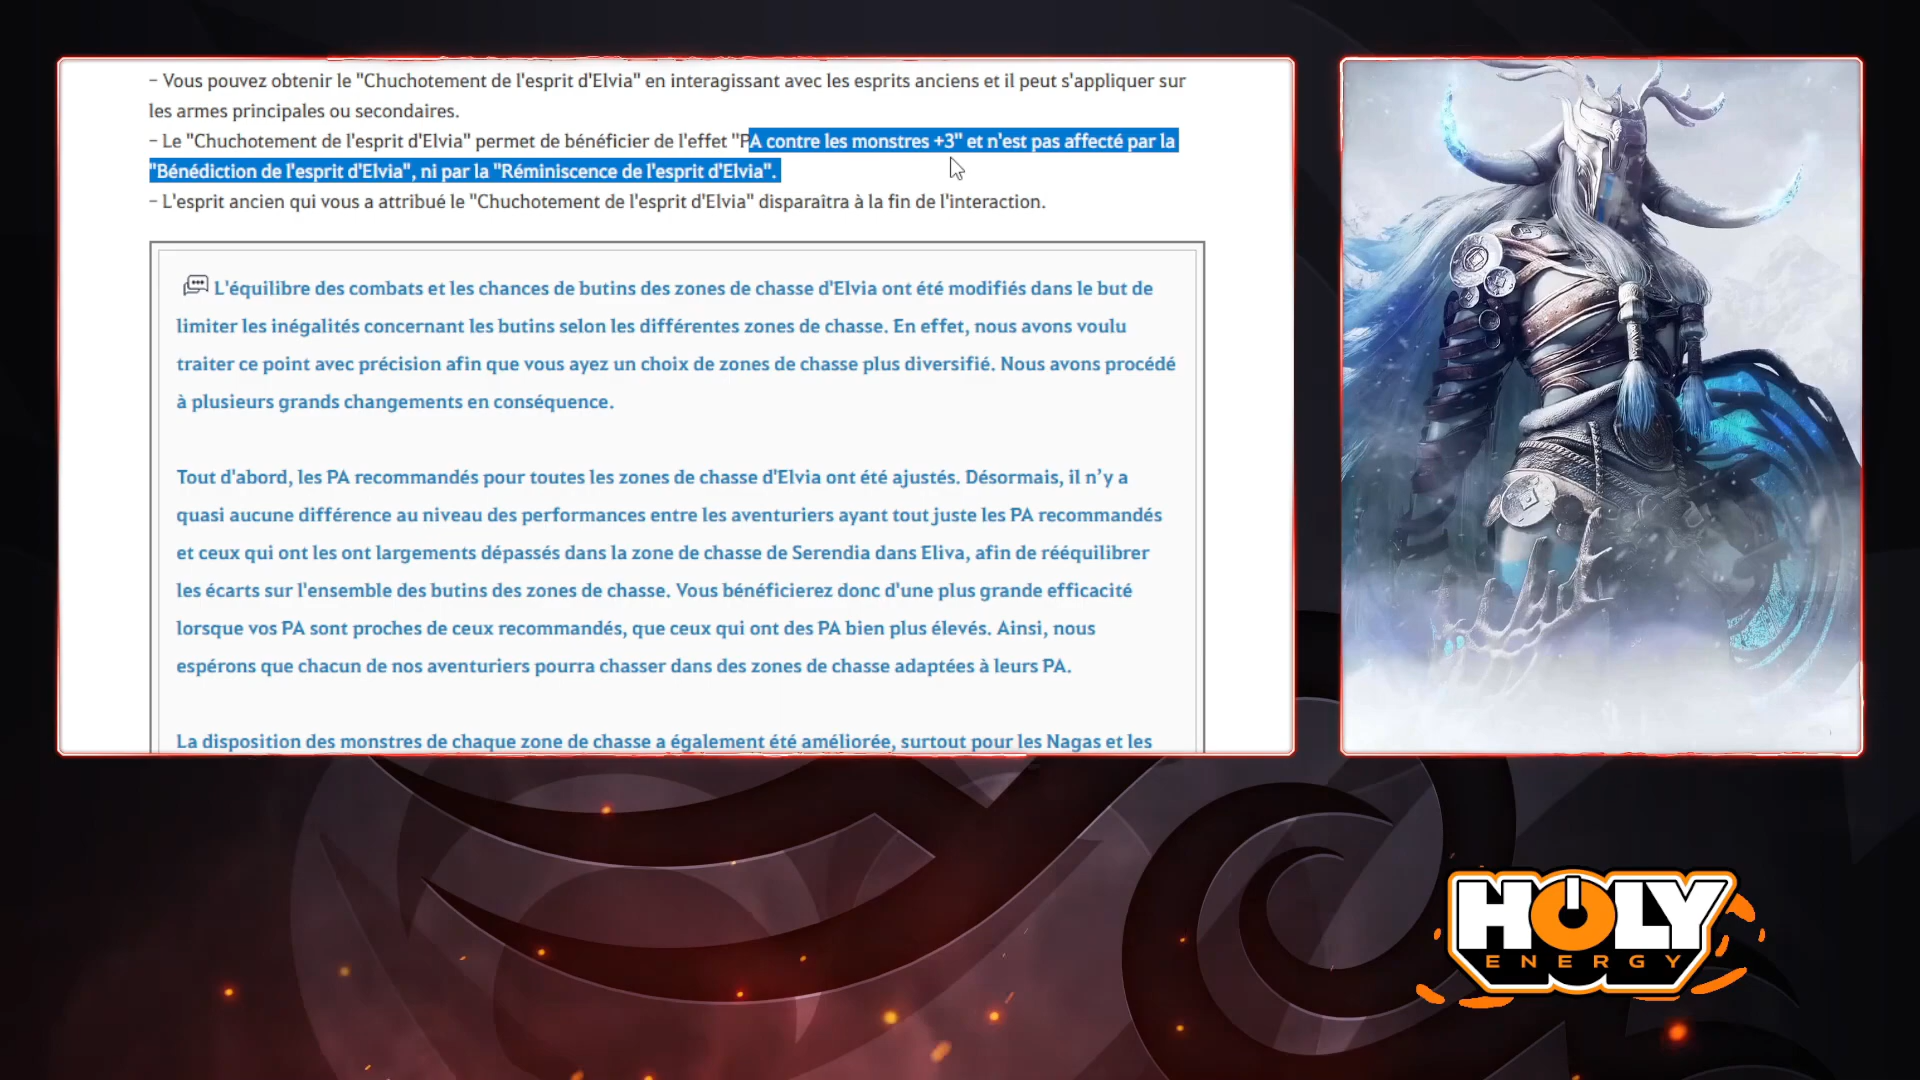 – Vous pouvez obtenir le "Chuchotement de l'esprit d'Elvia" en interagissant avec les esprits anciens et il peut s'appliquer sur
les armes principales ou secondaires.
– Le "Chuchotement de l'esprit d'Elvia" permet de bénéficier de l'effet "PA contre les monstres +3" et n'est pas affecté par la
"Bénédiction de l'esprit d'Elvia", ni par la "Réminiscence de l'esprit d'Elvia".
– L'esprit ancien qui vous a attribué le "Chuchotement de l'esprit d'Elvia" disparaîtra à la fin de l'interaction.
L'équilibre des combats et les chances de butins des zones de chasse d'Elvia ont été modifiés dans le but de
limiter les inégalités concernant les butins selon les différentes zones de chasse. En effet, nous avons voulu
traiter ce point avec précision afin que vous ayez un choix de zones de chasse plus diversifié. Nous avons procédé
à plusieurs grands changements en conséquence.
Tout d'abord, les PA recommandés pour toutes les zones de chasse d'Elvia ont été ajustés. Désormais, il n’y a
quasi aucune différence au niveau des performances entre les aventuriers ayant tout juste les PA recommandés
et ceux qui ont les ont largements dépassés dans la zone de chasse de Serendia dans Eliva, afin de rééquilibrer
les écarts sur l'ensemble des butins des zones de chasse. Vous bénéficierez donc d'une plus grande efficacité
lorsque vos PA sont proches de ceux recommandés, que ceux qui ont des PA bien plus élevés. Ainsi, nous
espérons que chacun de nos aventuriers pourra chasser dans des zones de chasse adaptées à leurs PA.
La disposition des monstres de chaque zone de chasse a également été améliorée, surtout pour les Nagas et les
HOLY
ENERGY